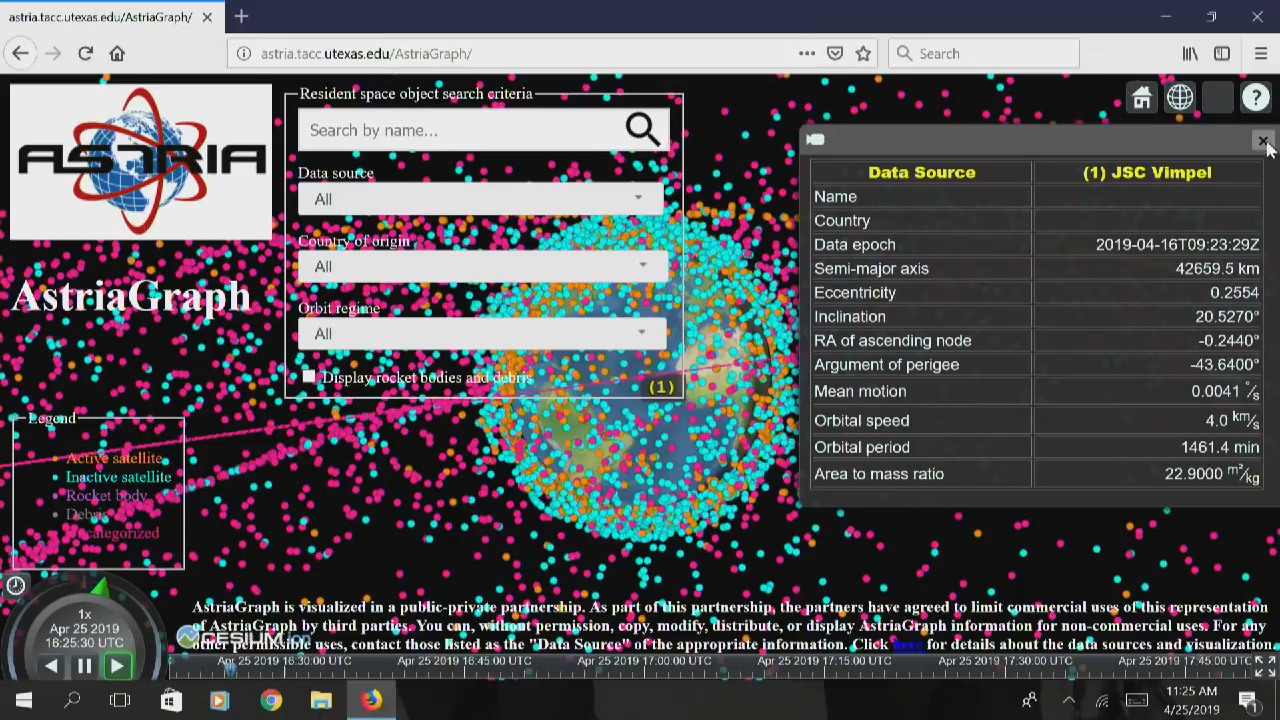 astria.tacc.utexas.edu/AstriaGraph/
astria.tacc.utexas.edu/AstriaGraph/
Search
ASTRIA
AstriaGraph
Resident space object search criteria
Search by name...
Data source
All
Country of origin
All
Orbit regime
All
Display rocket bodies and debris
(1)
Data Source (1) JSC Vimpel
Name
Country
Data epoch 2019-04-16T09:23:29Z
Semi-major axis 42659.5 km
Eccentricity 0.2554
Inclination 20.5270°
RA of ascending node -0.2440°
Argument of perigee -43.6400°
Mean motion 0.0041 °/s
Orbital speed 4.0 km/s
Orbital period 1461.4 min
Area to mass ratio 22.9000 m²/kg
Legend
Active satellite
Inactive satellite
Rocket body
Debris
Uncategorized
1x
Apr 25 2019
16:25:30 UTC
AstriaGraph is visualized in a public-private partnership. As part of this partnership, the partners have agreed to limit commercial uses of this representation
of AstriaGraph by third parties. You can, without permission, copy, modify, distribute, or display AstriaGraph information for non-commercial uses. For any
other uses, contact those listed as the "Data Source" of the appropriate information. Click here for details about the data sources and visualization.
CESIUM ion
Apr 25 2019 16:30:00 UTC
Apr 25 2019 16:45:00 UTC
Apr 25 2019 17:00:00 UTC
Apr 25 2019 17:15:00 UTC
Apr 25 2019 17:30:00 UTC
Apr 25 2019 17:45:00 UTC
11:25 AM
4/25/2019
1